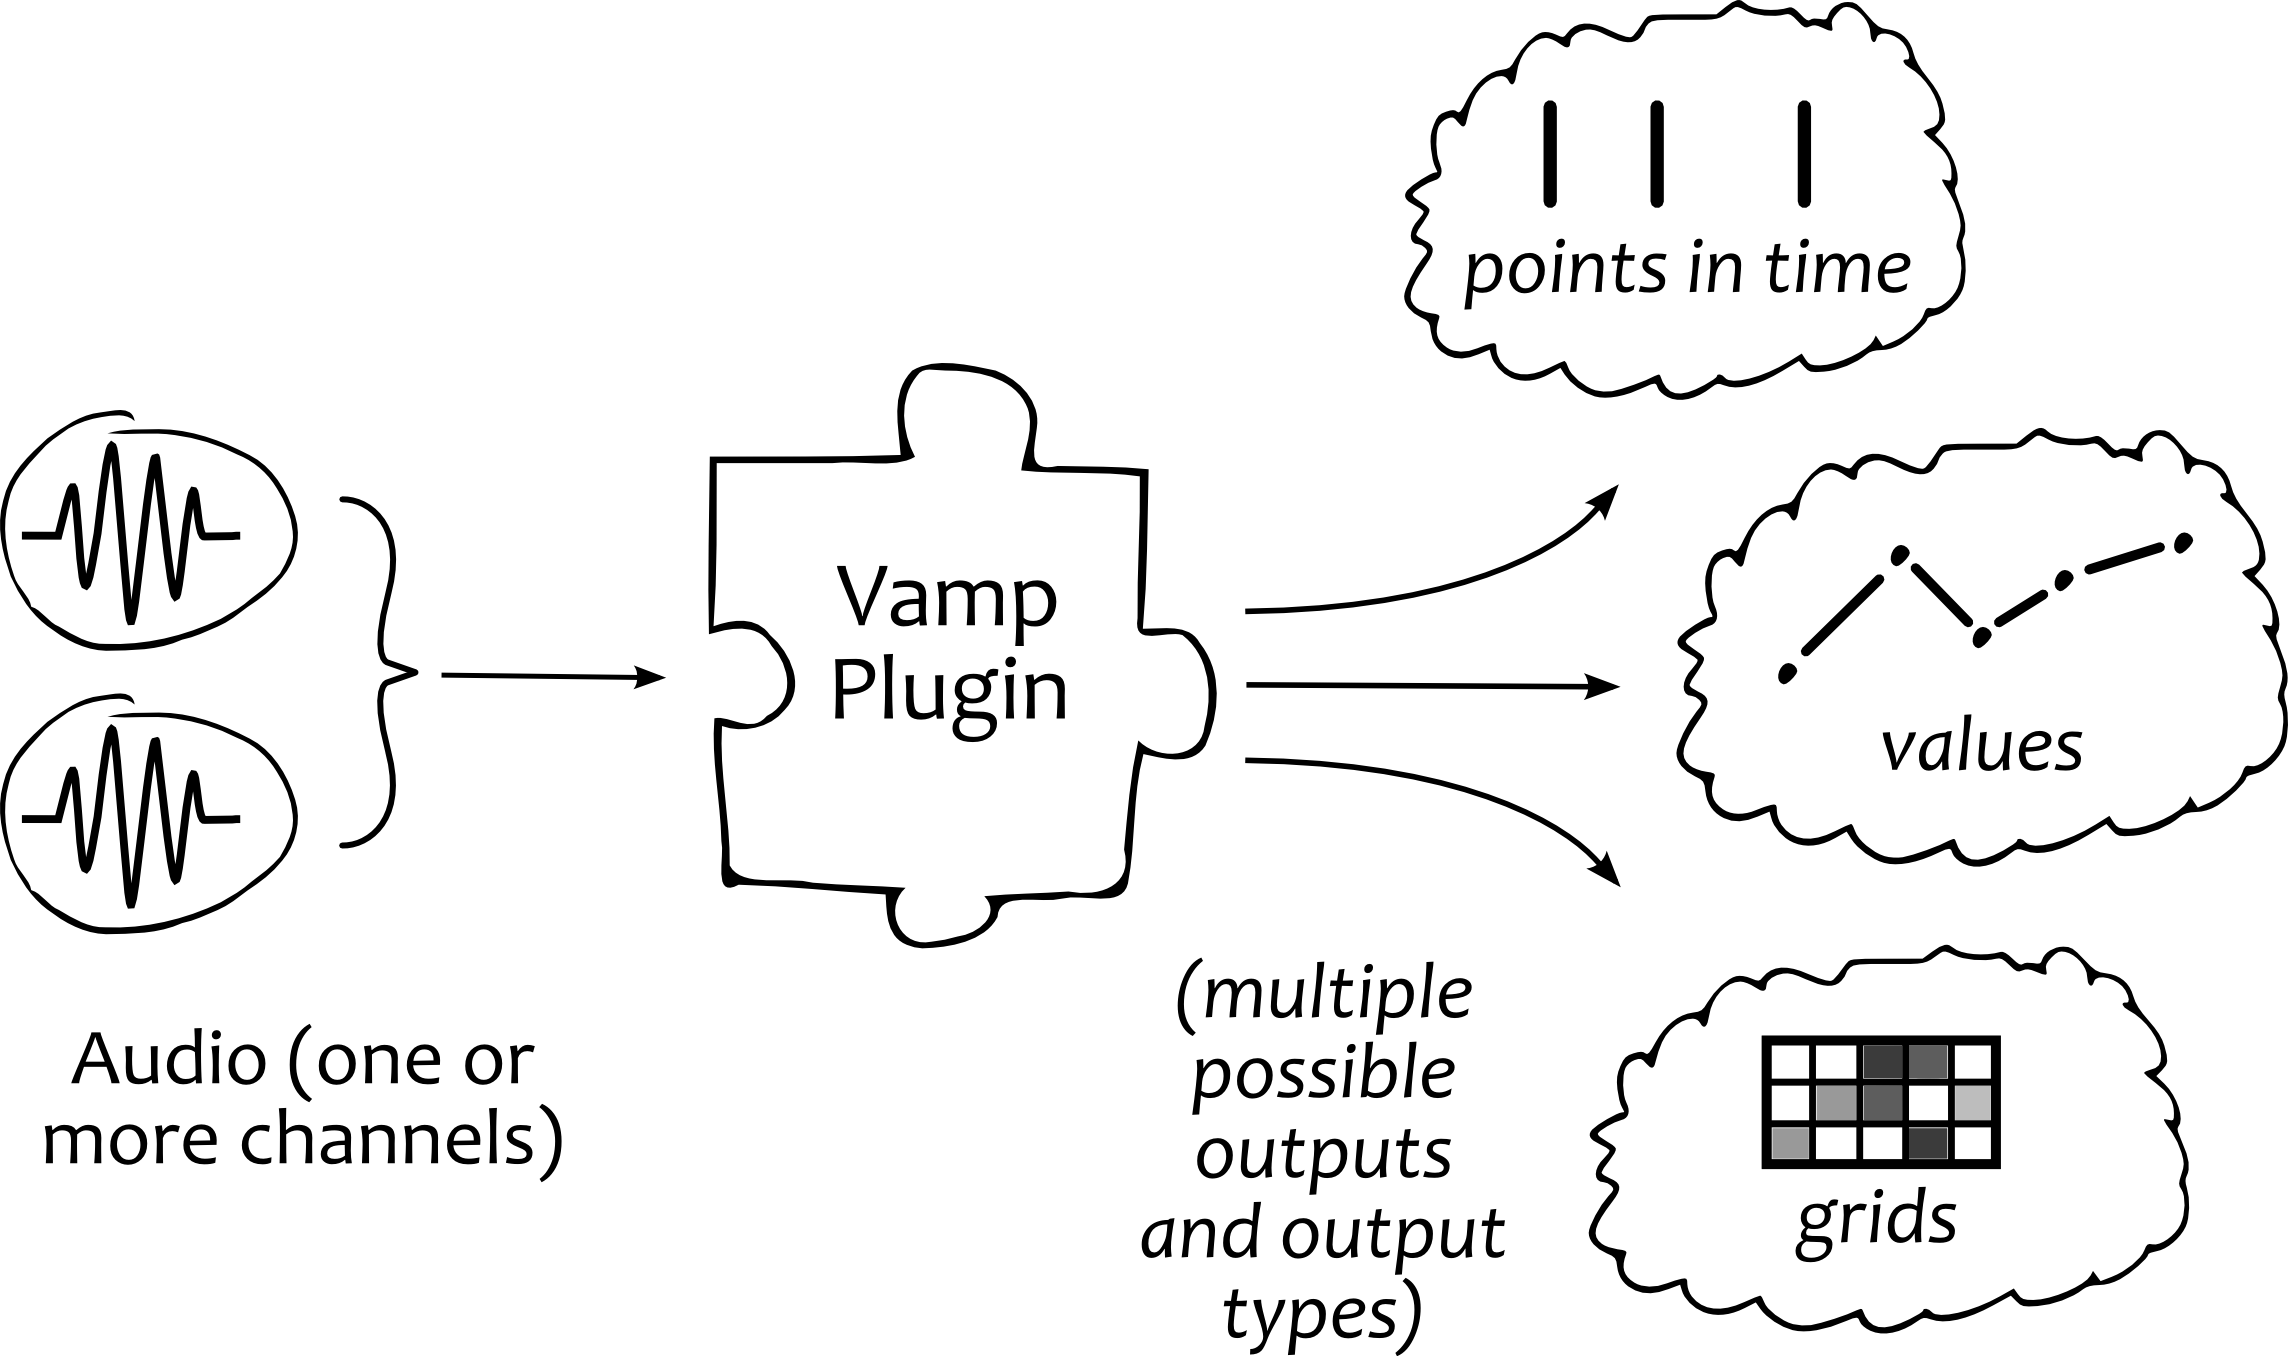 points in time
Vamp
Plugin
values
Audio (one or
more channels)
(multiple
possible
outputs
and output
types)
grids